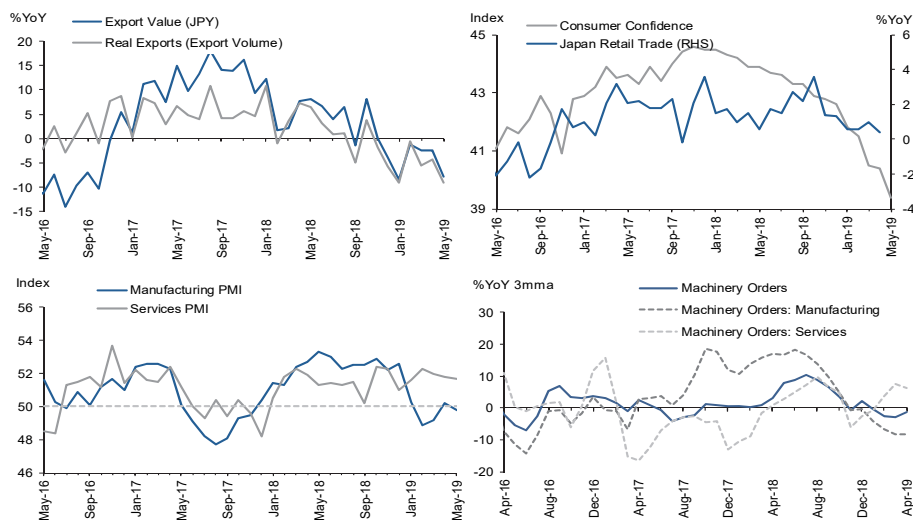 %YoY
Export Value (JPY)
Real Exports (Export Volume)
20
15
10
5
0
-5
-10
-15
May-16
Sep-16
Jan-17
May-17
Sep-17
Jan-18
May-18
Sep-18
Jan-19
May-19
Index
%YoY
Consumer Confidence
Japan Retail Trade (RHS)
45
43
41
39
6
4
2
0
-2
-4
May-16
Sep-16
Jan-17
May-17
Sep-17
Jan-18
May-18
Sep-18
Jan-19
May-19
Index
Manufacturing PMI
Services PMI
56
54
52
50
48
46
May-16
Sep-16
Jan-17
May-17
Sep-17
Jan-18
May-18
Sep-18
Jan-19
May-19
%YoY 3mma
Machinery Orders
Machinery Orders: Manufacturing
Machinery Orders: Services
30
20
10
0
-10
-20
Apr-16
Aug-16
Dec-16
Apr-17
Aug-17
Dec-17
Apr-18
Aug-18
Dec-18
Apr-19